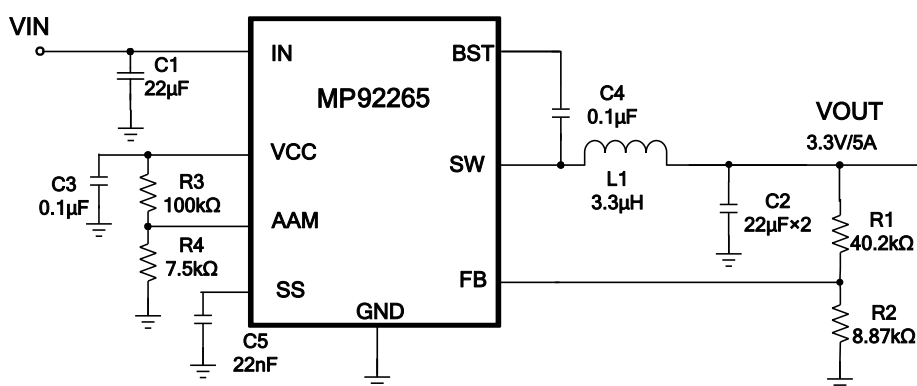 VIN
IN
BST
C1
22µF
MP92265
C4
0.1µF
VOUT
3.3V/5A
VCC
SW
C3
0.1µF
R3
100kΩ
L1
3.3µH
C2
22µF×2
R1
40.2kΩ
AAM
R4
7.5kΩ
SS
FB
GND
C5
22nF
R2
8.87kΩ